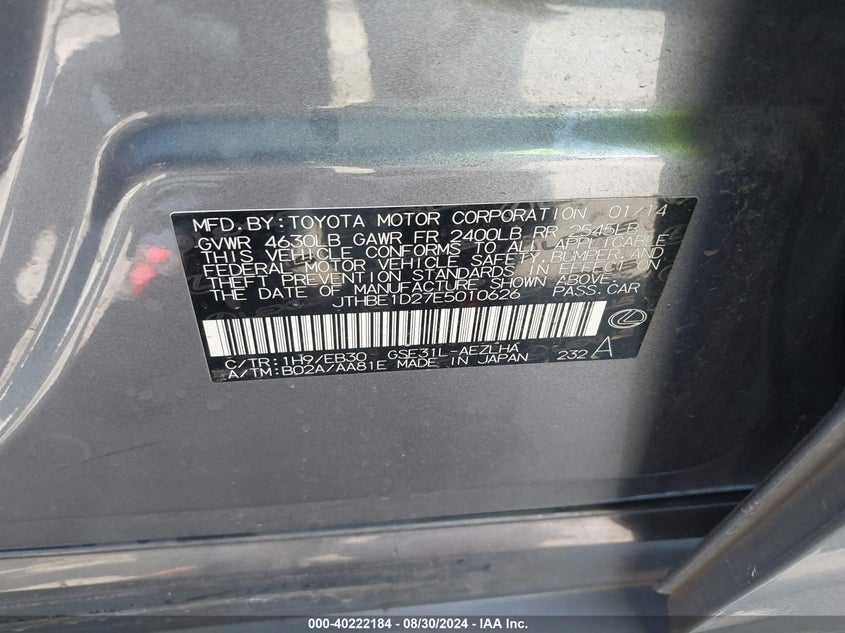 MFD.BY:TOYOTA MOTOR CORPORATION 01/14
GVWR 4630LB GAWR FR 2400LB RR 2545LB
THIS VEHICLE CONFORMS TO ALL APPLICABLE
FEDERAL MOTOR VEHICLE SAFETY,BUMPER, AND
THEFT PREVENTION STANDARDS IN EFFECT ON
THE DATE OF MANUFACTURE SHOWN ABOVE.
JTHBE1D27E5010626 PASS.CAR
C/TR:1H9/EB30 GSE31L-AEZLHA
A/TM:B02A/AA81E MADE IN JAPAN 232 A
000-40222184 - 08/30/2024 - IAA Inc.